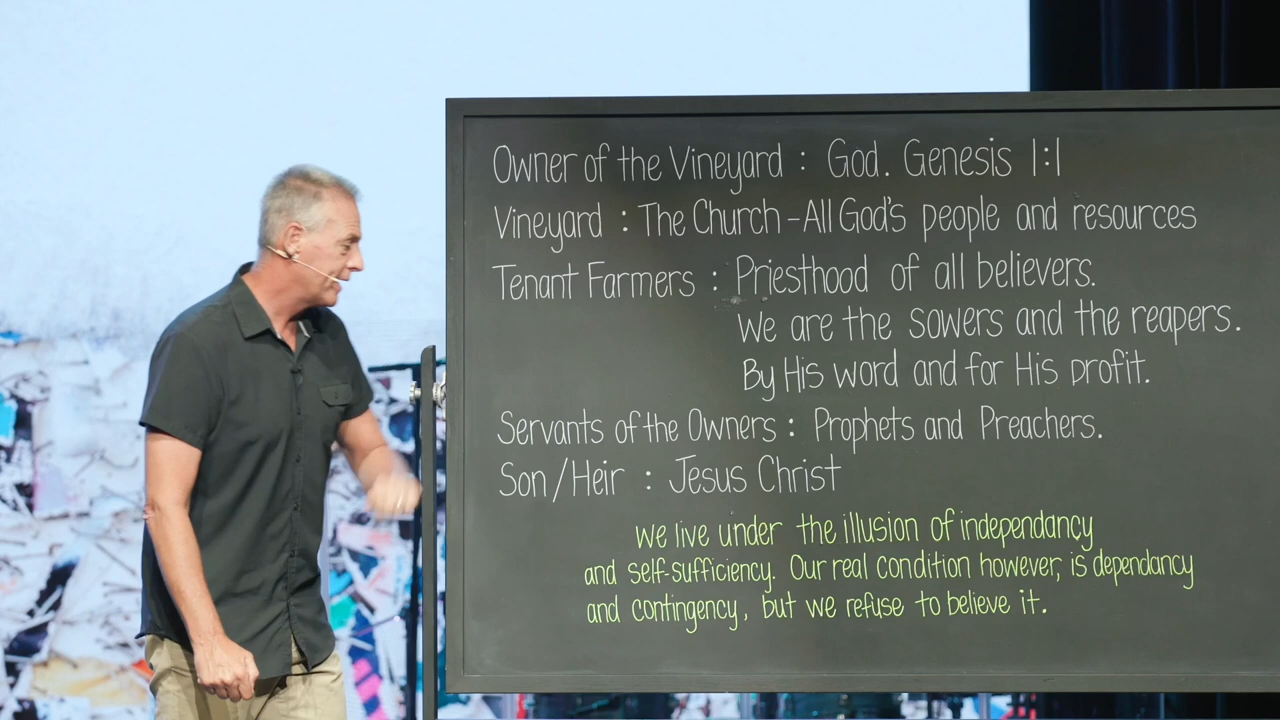 Owner of the Vineyard : God. Genesis 1:1
Vineyard : The Church - All God's people and resources
Tenant Farmers : Priesthood of all believers.
We are the sowers and the reapers.
By His word and for His profit.
Servants of the Owners : Prophets and Preachers.
Son/Heir : Jesus Christ
We live under the illusion of independancy
and self-sufficiency. Our real condition however, is dependancy
and contingency, but we refuse to believe it.